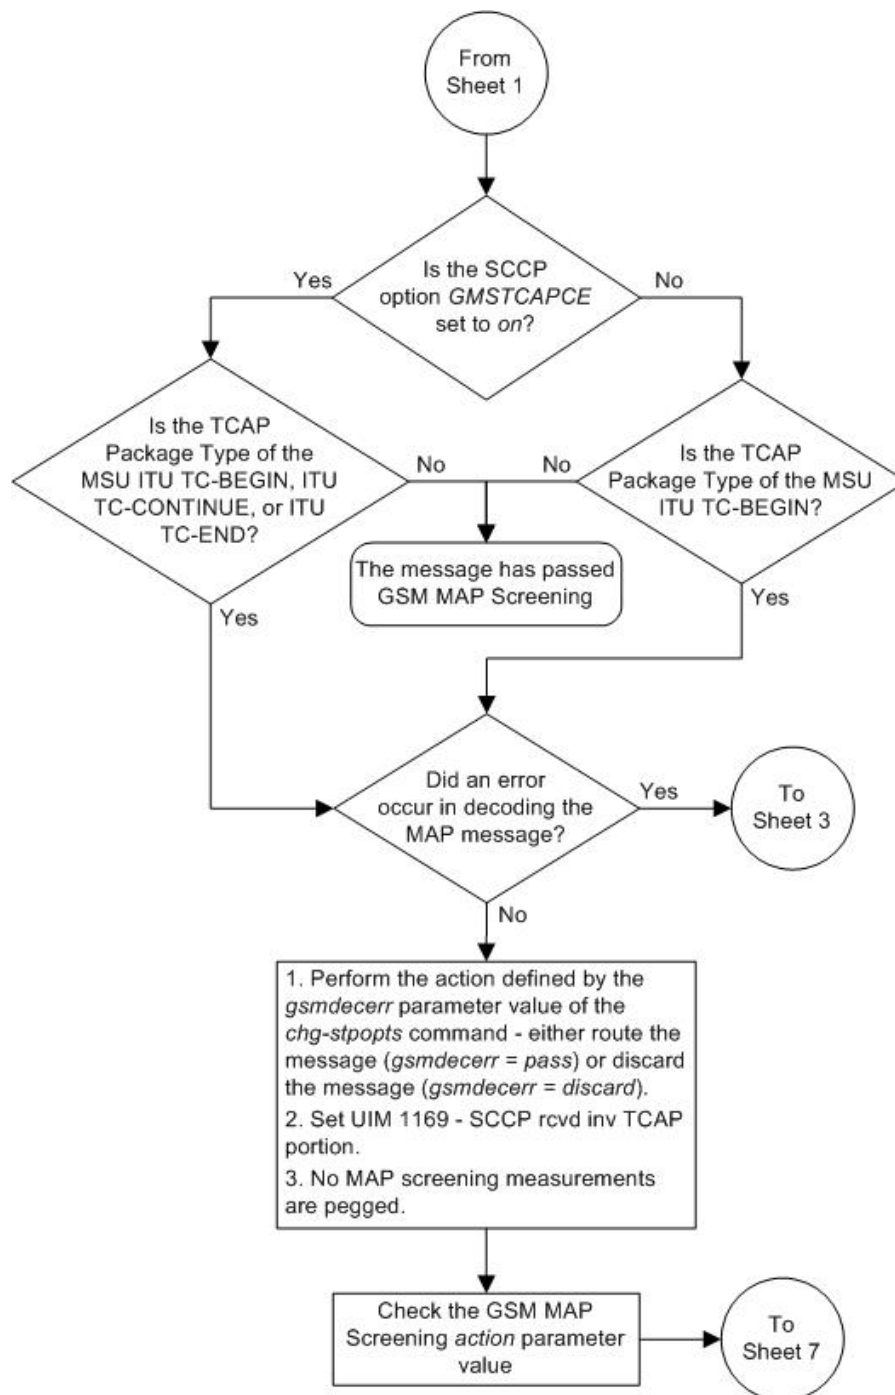 From
Sheet 1
Is the SCCP
option GMSTCAPCE
set to on?
Yes
No
Is the TCAP
Package Type of the
MSU ITU TC-BEGIN, ITU
TC-CONTINUE, or ITU
TC-END?
No
No
Is the TCAP
Package Type of the MSU
ITU TC-BEGIN?
The message has passed
GSM MAP Screening
Yes
Yes
Did an error
occur in decoding the
MAP message?
Yes
To
Sheet 3
No
1. Perform the action defined by the
gsmdecerr parameter value of the
chg-stpopts command - either route the
message (gsmdecerr = pass) or discard
the message (gsmdecerr = discard).
2. Set UIM 1169 - SCCP rcvd inv TCAP
portion.
3. No MAP screening measurements
are pegged.
Check the GSM MAP
Screening action parameter
value
To
Sheet 7